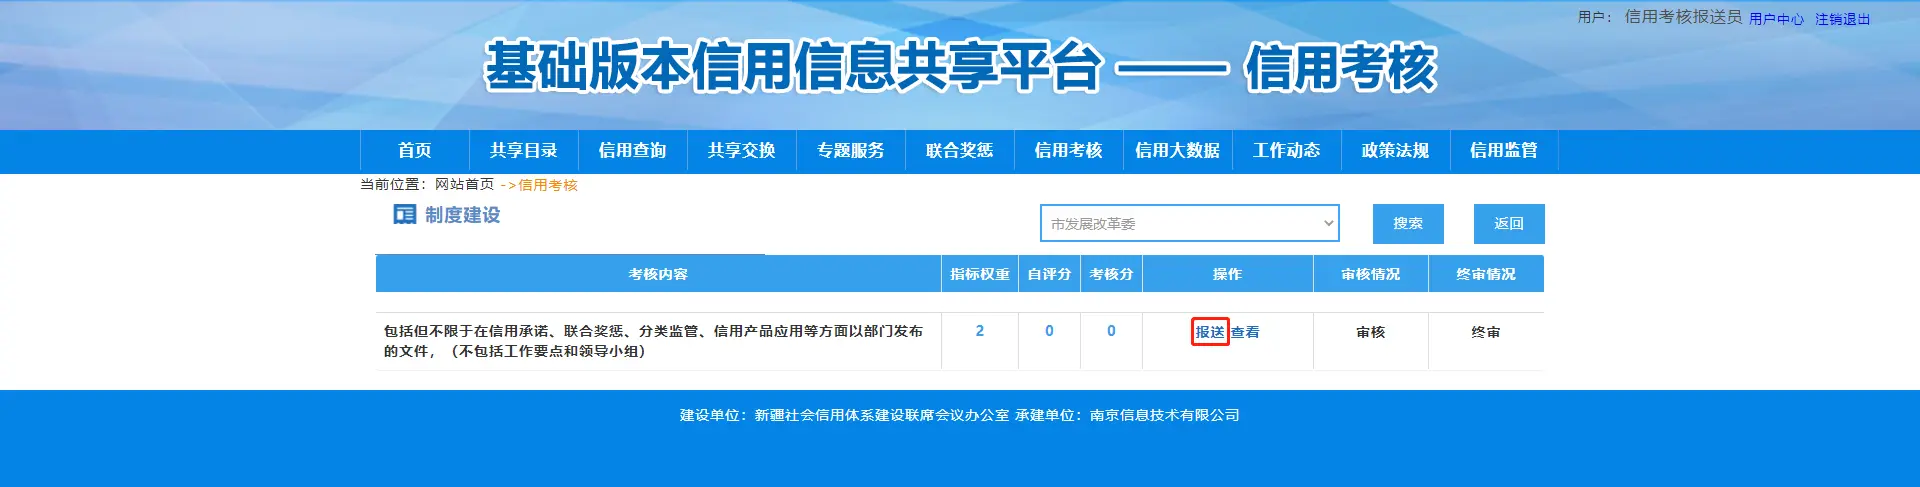 用户： 信用考核报送员 用户中心 注销退出
基础版本信用信息共享平台 —— 信用考核
首页 共享目录 信用查询 共享交换 专题服务 联合奖惩 信用考核 信用大数据 工作动态 政策法规 信用监管
当前位置：网站首页 ->信用考核
制度建设
市发展改革委 搜索 返回
考核内容 指标权重 自评分 考核分 操作 审核情况 终审情况
包括但不限于在信用承诺、联合奖惩、分类监管、信用产品应用等方面以部门发布 2 0 0 报送 查看 审核 终审
的文件，（不包括工作要点和领导小组）
建设单位：新疆社会信用体系建设联席会议办公室 承建单位：南京信息技术有限公司